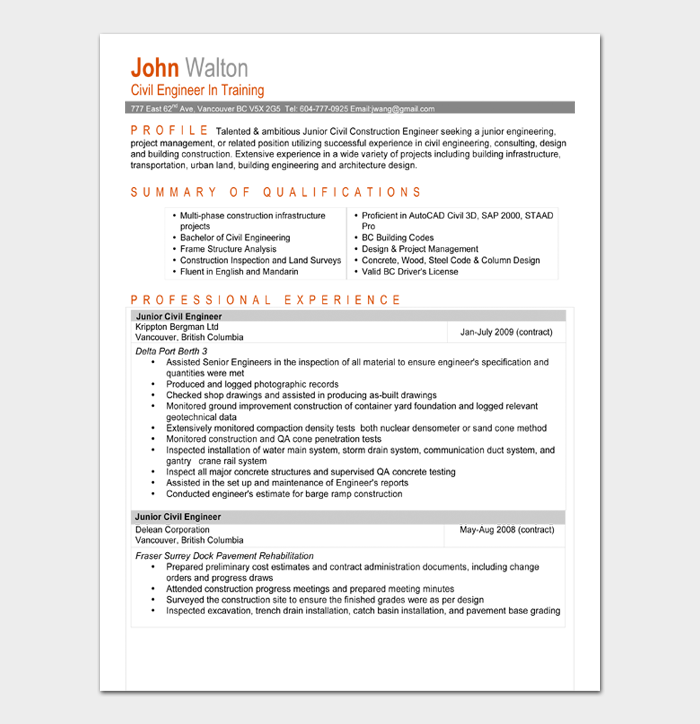 John Walton
Civil Engineer In Training
777 East 62nd Ave, Vancouver BC V5X 2G5 Tel: 604-777-0925 Email:jwang@gmail.com
PROFILE Talented & ambitious Junior Civil Construction Engineer seeking a junior engineering,
project management, or related position utilizing successful experience in civil engineering, consulting, design
and building construction. Extensive experience in a wide variety of projects including building infrastructure,
transportation, urban land, building engineering and architecture design.
SUMMARY OF QUALIFICATIONS
• Multi-phase construction infrastructure
projects
• Bachelor of Civil Engineering
• Frame Structure Analysis
• Construction Inspection and Land Surveys
• Fluent in English and Mandarin
• Proficient in AutoCAD Civil 3D, SAP 2000, STAAD
Pro
• BC Building Codes
• Design & Project Management
• Concrete, Wood, Steel Code & Column Design
• Valid BC Driver's License
PROFESSIONAL EXPERIENCE
Junior Civil Engineer
Krippton Bergman Ltd
Vancouver, British Columbia
Jan-July 2009 (contract)
Delta Port Berth 3
• Assisted Senior Engineers in the inspection of all material to ensure engineer's specification and
quantities were met
• Produced and logged photographic records
• Checked shop drawings and assisted in producing as-built drawings
• Monitored ground improvement construction of container yard foundation and logged relevant
geotechnical data
• Extensively monitored compaction density tests both nuclear densometer or sand cone method
• Monitored construction and QA cone penetration tests
• Inspected installation of water main system, storm drain system, communication duct system, and
gantry crane rail system
• Inspect all major concrete structures and supervised QA concrete testing
• Assisted in the set up and maintenance of Engineer's reports
• Conducted engineer's estimate for barge ramp construction
Junior Civil Engineer
Delean Corporation
Vancouver, British Columbia
May-Aug 2008 (contract)
Fraser Surrey Dock Pavement Rehabilitation
• Prepared preliminary cost estimates and contract administration documents, including change
orders and progress draws
• Attended construction progress meetings and prepared meeting minutes
• Surveyed the construction site to ensure the finished grades were as per design
• Inspected excavation, trench drain installation, catch basin installation, and pavement base grading